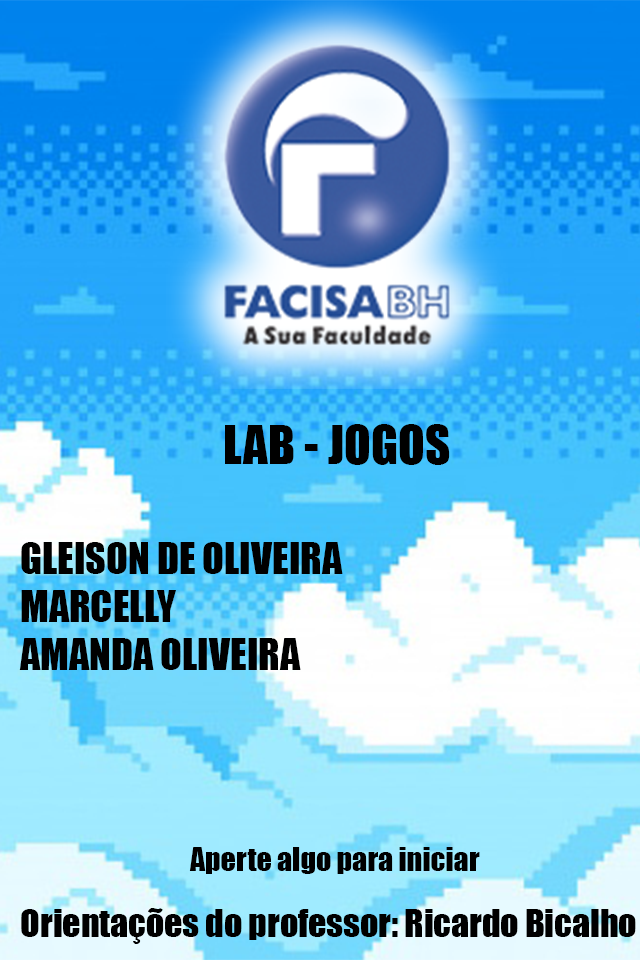 FACISA BH
A Sua Faculdade
LAB - JOGOS
GLEISON DE OLIVEIRA
MARCELLY
AMANDA OLIVEIRA
Aperte algo para iniciar
Orientações do professor: Ricardo Bicalho